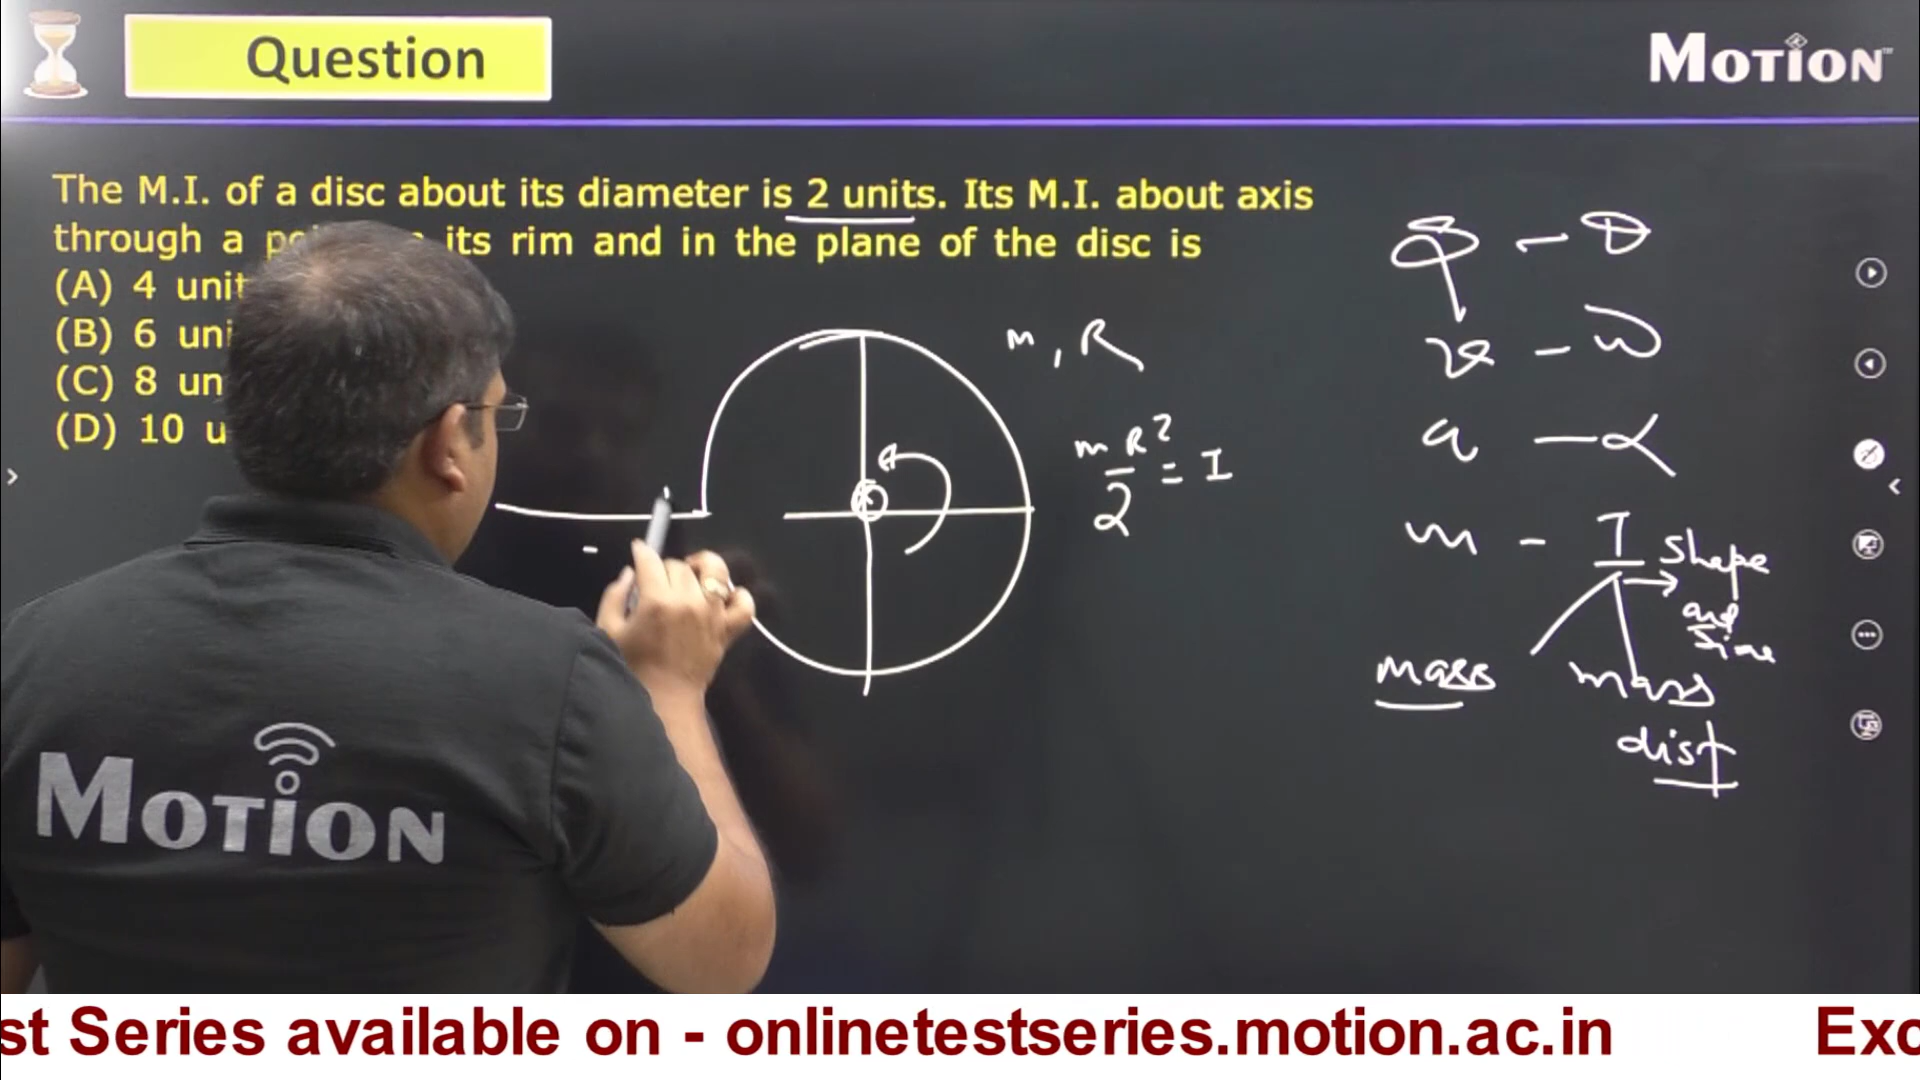 Question
MOTION
The M.I. of a disc about its diameter is 2 units. Its M.I. about axis
through a its rim and in the plane of the disc is
(A) 4 unit
(B) 6 uni
(C) 8 un
(D) 10 u
m, R
mR²/2 = I
θ
v - ω
a - α
m - I
shape
and
size
mass
mass
dist
MOTION
st Series available on - onlinetestseries.motion.ac.in
Exc